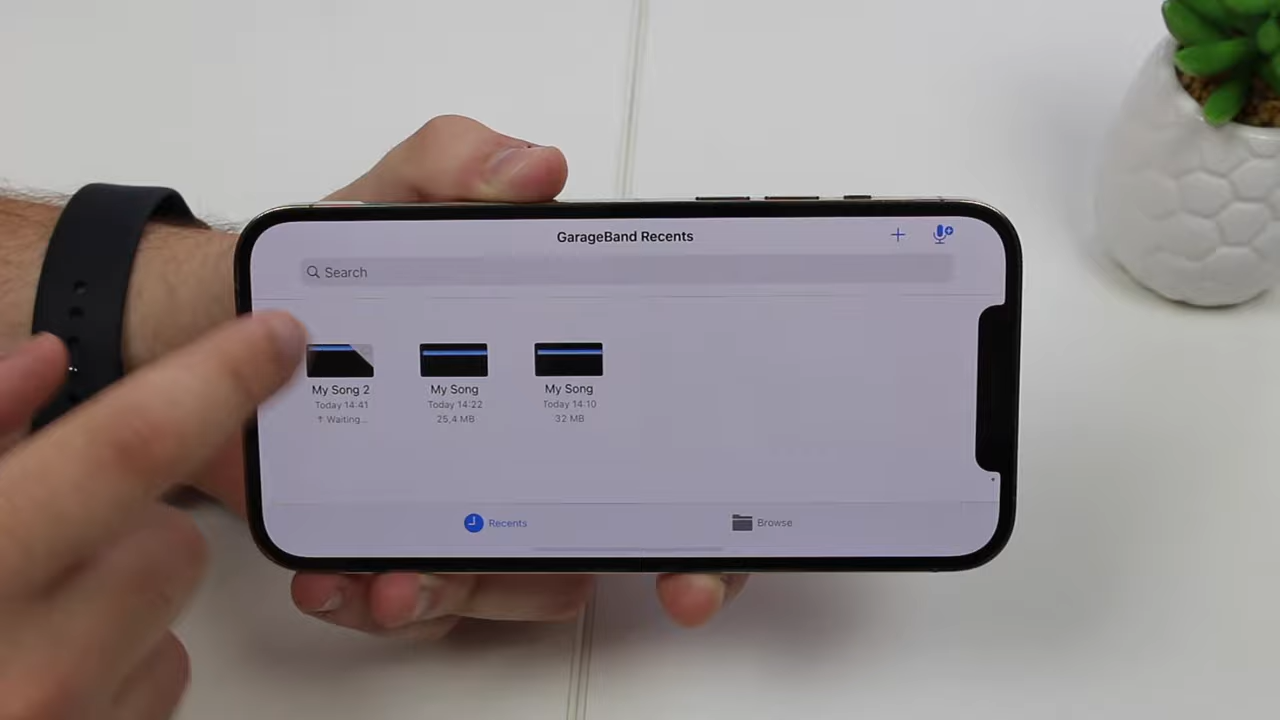 GarageBand Recents
Search
My Song 2
Today 14:41
↑ Waiting...
My Song
Today 14:22
25,4 MB
My Song
Today 14:10
32 MB
Recents
Browse